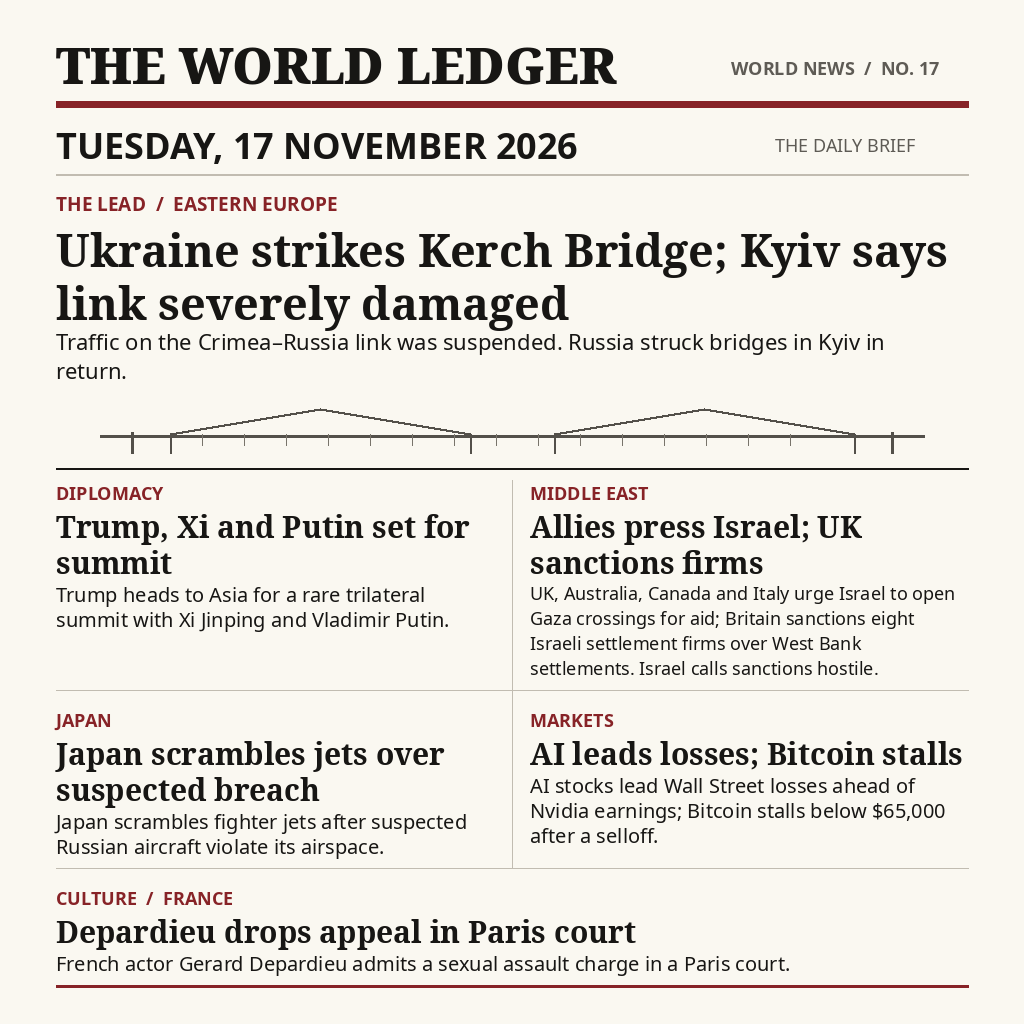 THE WORLD LEDGER
WORLD NEWS / NO. 17
TUESDAY, 17 NOVEMBER 2026
THE DAILY BRIEF
THE LEAD / EASTERN EUROPE
Ukraine strikes Kerch Bridge; Kyiv says
link severely damaged
Traffic on the Crimea–Russia link was suspended. Russia struck bridges in Kyiv in
return.
DIPLOMACY
Trump, Xi and Putin set for
summit
Trump heads to Asia for a rare trilateral
summit with Xi Jinping and Vladimir Putin.
MIDDLE EAST
Allies press Israel; UK
sanctions firms
UK, Australia, Canada and Italy urge Israel to open
Gaza crossings for aid; Britain sanctions eight
Israeli settlement firms over West Bank
settlements. Israel calls sanctions hostile.
JAPAN
Japan scrambles jets over
suspected breach
Japan scrambles fighter jets after suspected
Russian aircraft violate its airspace.
MARKETS
AI leads losses; Bitcoin stalls
AI stocks lead Wall Street losses ahead of
Nvidia earnings; Bitcoin stalls below $65,000
after a selloff.
CULTURE / FRANCE
Depardieu drops appeal in Paris court
French actor Gerard Depardieu admits a sexual assault charge in a Paris court.